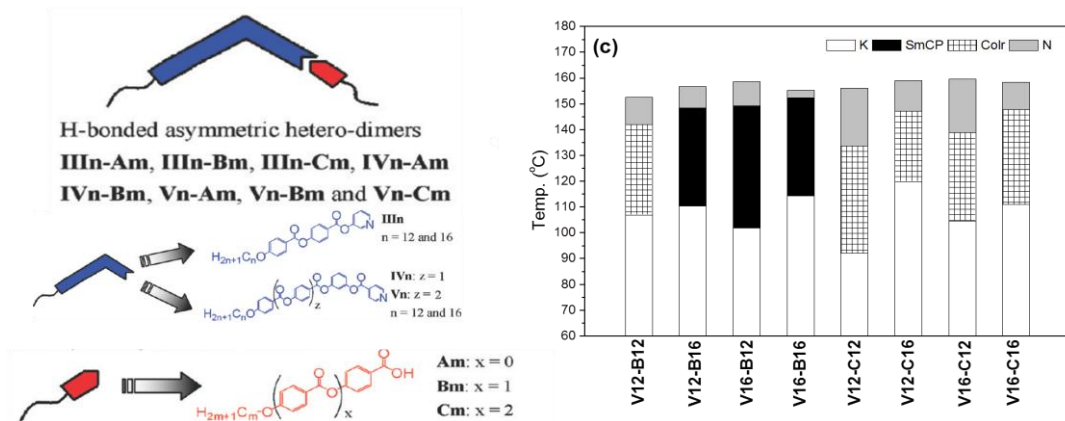 H-bonded asymmetric hetero-dimers
IIIn-Am, IIIn-Bm, IIIn-Cm, IVn-Am
IVn-Bm, Vn-Am, Vn-Bm and Vn-Cm
O
O
O
O
N
H2n+1Cn-O
IIIn
n = 12 and 16
O
O
O
O
O
O
N
H2n+1Cn-O
z
IVn: z = 1
Vn: z = 2
n = 12 and 16
O
O
O
OH
H2m+1Cm-O
x
Am: x = 0
Bm: x = 1
Cm: x = 2
(c)
K SmCP Colr N
Temp. (°C)
180
170
160
150
140
130
120
110
100
90
80
70
60
V12-B12
V12-B16
V16-B12
V16-B16
V12-C12
V12-C16
V16-C12
V16-C16